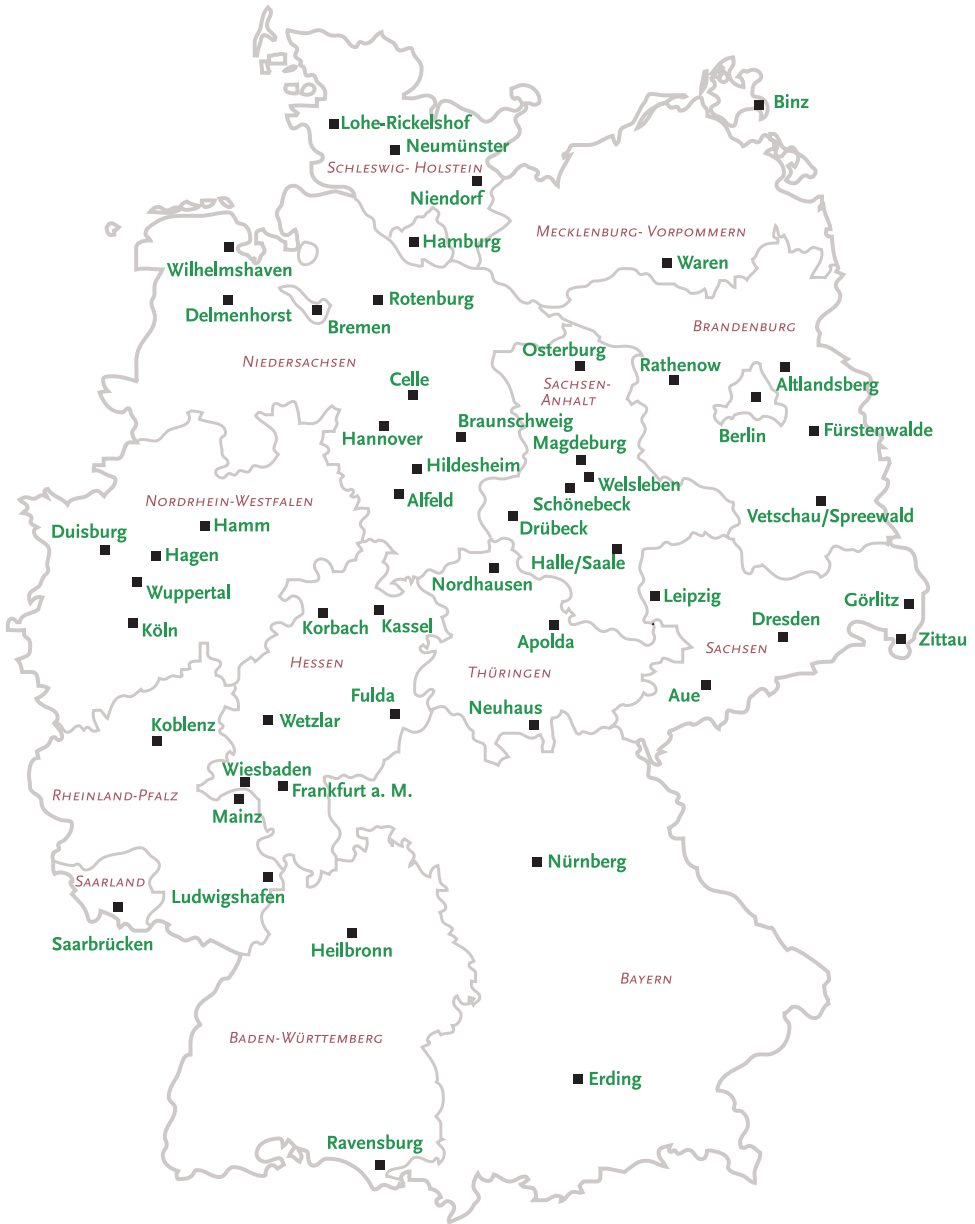 Binz
Lohe-Rickelshof
Neumünster
Schleswig- Holstein
Niendorf
Mecklenburg- Vorpommern
Hamburg
Waren
Wilhelmshaven
Rotenburg
Delmenhorst
Bremen
Brandenburg
Niedersachsen
Osterburg
Rathenow
Sachsen-
Anhalt
Altlandsberg
Celle
Braunschweig
Hannover
Berlin
Fürstenwalde
Magdeburg
Hildesheim
Welsleben
Nordrhein-Westfalen
Alfeld
Schönebeck
Vetschau/Spreewald
Duisburg
Hamm
Drübeck
Hagen
Halle/Saale
Nordhausen
Wuppertal
Leipzig
Görlitz
Köln
Korbach
Kassel
Dresden
Apolda
Zittau
Sachsen
Hessen
Thüringen
Aue
Fulda
Neuhaus
Wetzlar
Koblenz
Wiesbaden
Frankfurt a. M.
Rheinland-Pfalz
Mainz
Nürnberg
Saarland
Ludwigshafen
Saarbrücken
Heilbronn
Bayern
Baden-Württemberg
Erding
Ravensburg